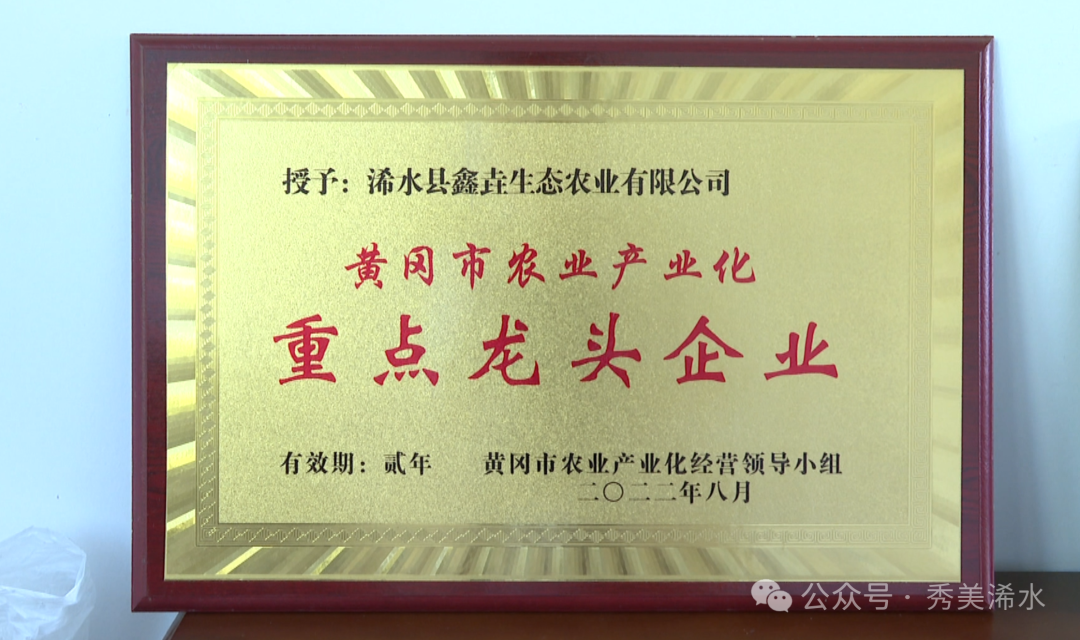 授予：浠水县鑫垚生态农业有限公司
黄冈市农业产业化
重点龙头企业
有效期：贰年 黄冈市农业产业化经营领导小组
二〇二二年八月
公众号·秀美浠水